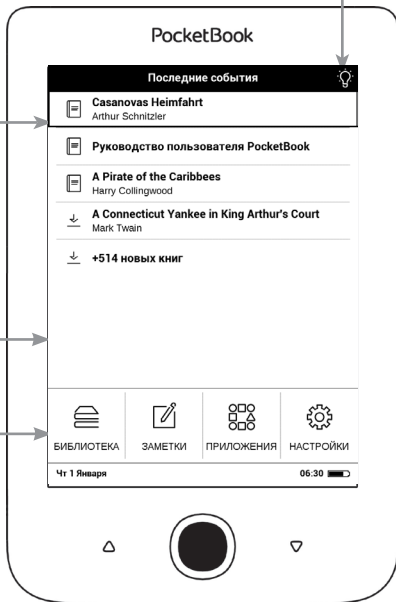 PocketBook
Последние события
Casanovas Heimfahrt
Arthur Schnitzler
Руководство пользователя PocketBook
A Pirate of the Caribbees
Harry Collingwood
A Connecticut Yankee in King Arthur's Court
Mark Twain
+514 новых книг
БИБЛИОТЕКА ЗАМЕТКИ ПРИЛОЖЕНИЯ НАСТРОЙКИ
Чт 1 Января 06:30